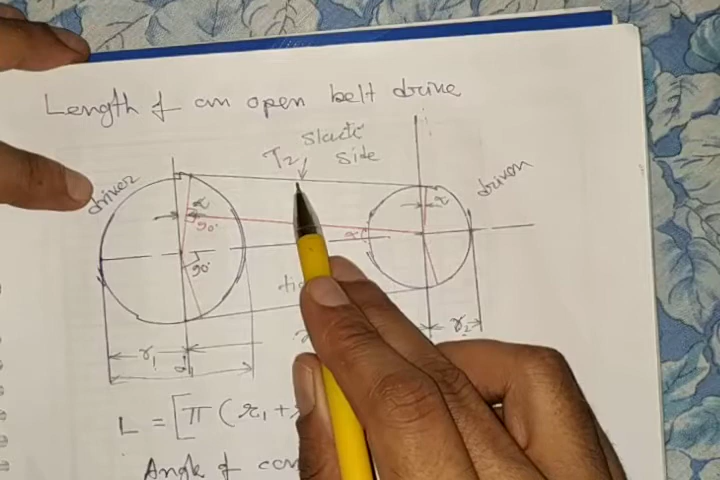 Length of an open belt drive
slack
T2 side
driver
driven
α
α
90°
α
90°
r1
r2
d1
L = [π (r1 +
Angle of con